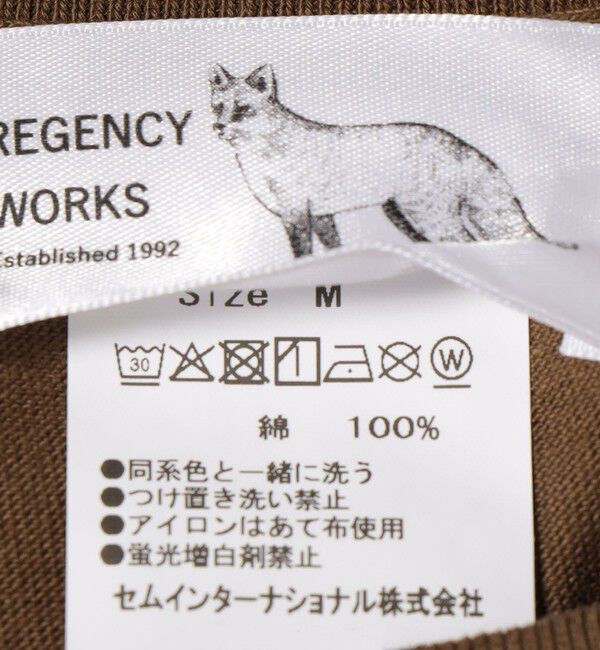 REGENCY
WORKS
Established 1992
Size M
30
W
綿 100%
●同系色と一緒に洗う
●つけ置き洗い禁止
●アイロンはあて布使用
●蛍光増白剤禁止
セムインターナショナル株式会社